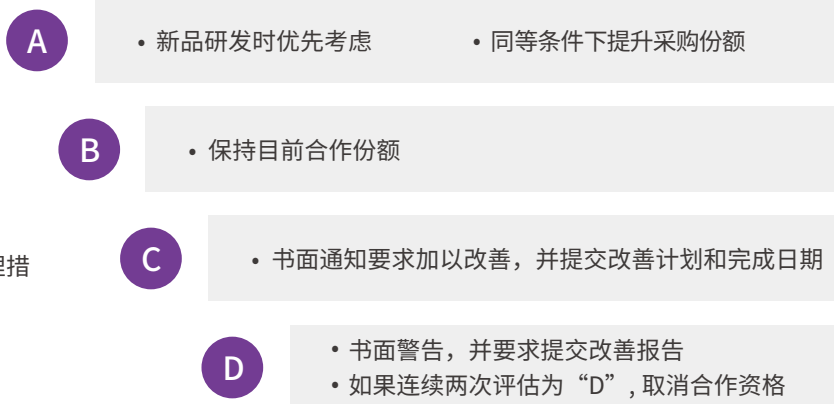 A
• 新品研发时优先考虑
• 同等条件下提升采购份额
B
• 保持目前合作份额
理措
C
• 书面通知要求加以改善，并提交改善计划和完成日期
D
• 书面警告，并要求提交改善报告
• 如果连续两次评估为“D”, 取消合作资格